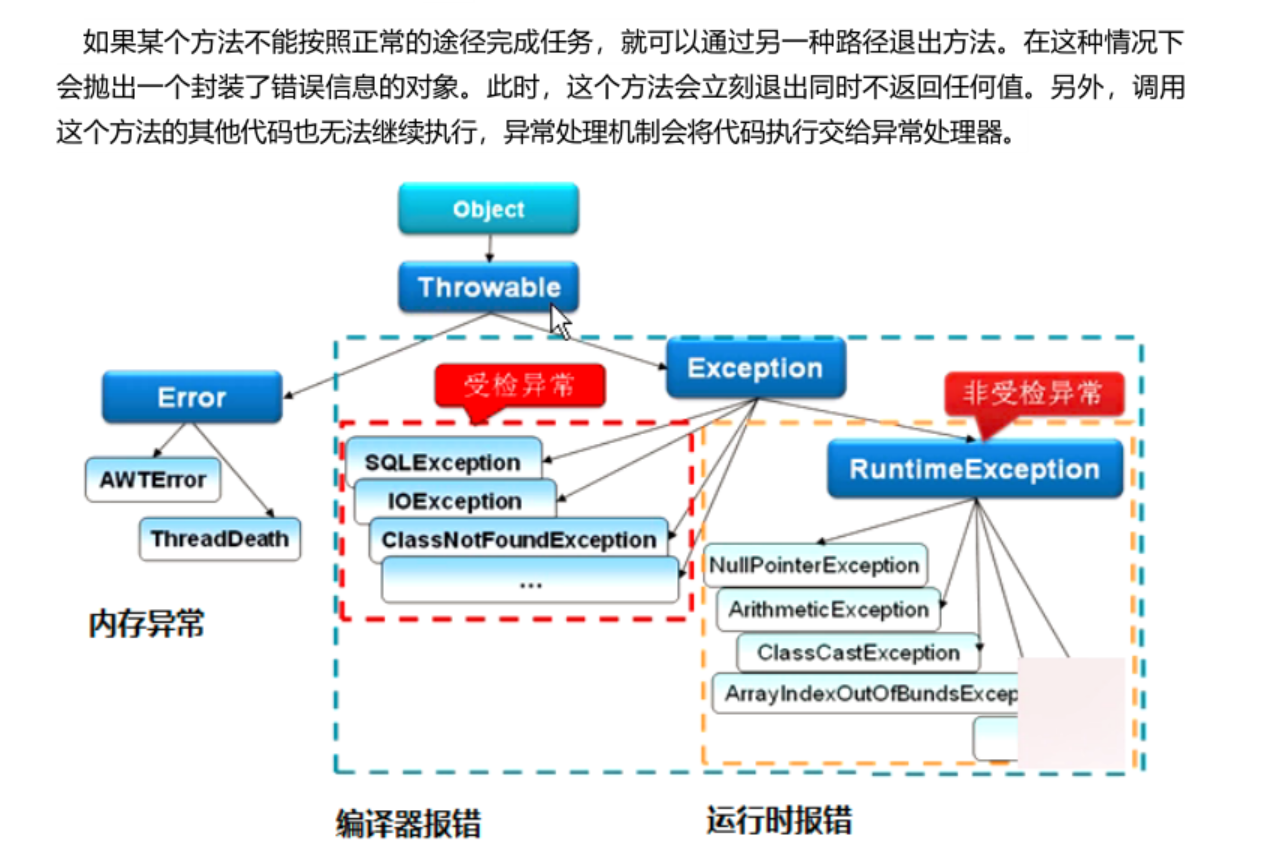 如果某个方法不能按照正常的途径完成任务，就可以通过另一种路径退出方法。在这种情况下
会抛出一个封装了错误信息的对象。此时，这个方法会立刻退出同时不返回任何值。另外，调用
这个方法的其他代码也无法继续执行，异常处理机制会将代码执行交给异常处理器。
Object
Throwable
Exception
Error
受检异常
非受检异常
SQLException
RuntimeException
AWTError
IOException
ThreadDeath
ClassNotFoundException
...
NullPointerException
ArithmeticException
ClassCastException
ArrayIndexOutOfBundsExcep
内存异常
编译器报错
运行时报错